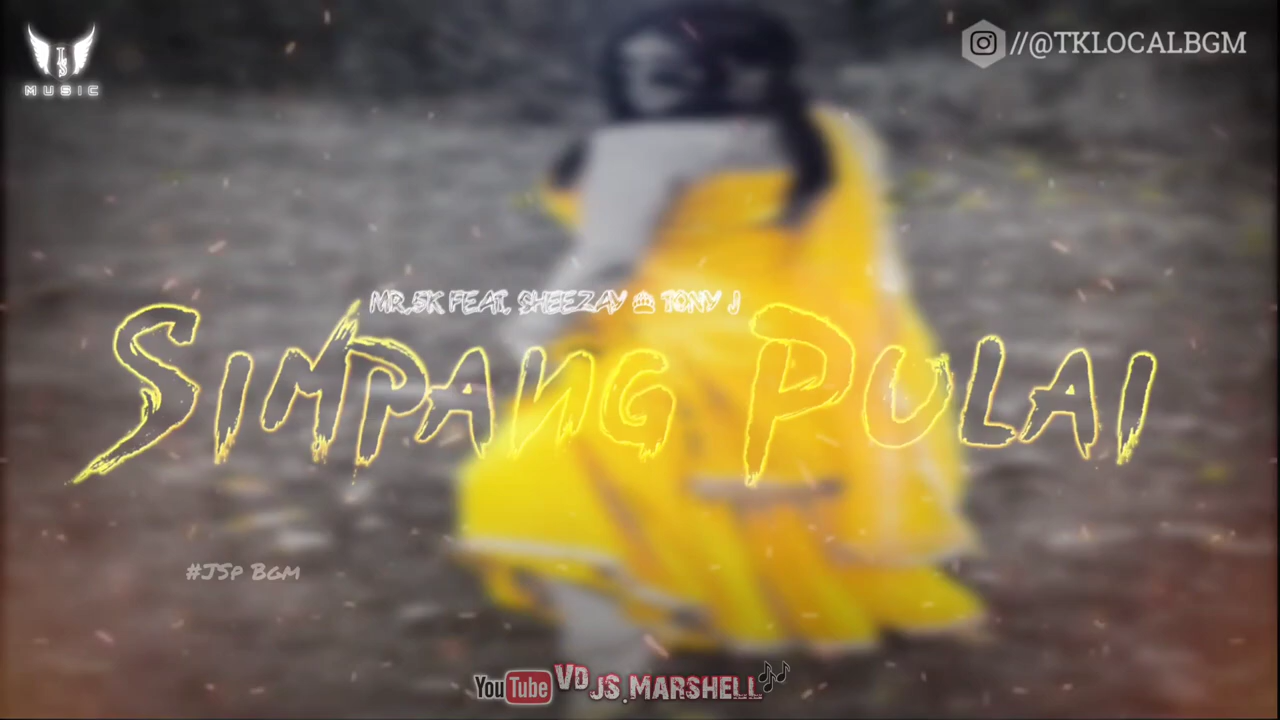 MUSIC
//@TKLOCALBGM
MR.5K FEAT. SHEEZAY & TONY J
SIMPANG PULAI
#JSP BGM
YouTube VD JS.MARSHELL